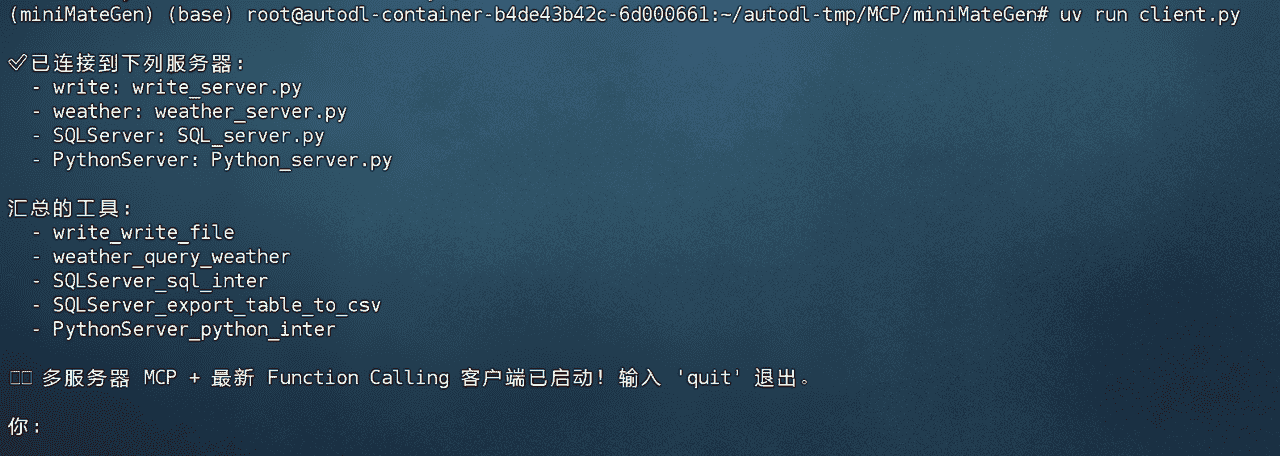 (miniMateGen) (base) root@autodl-container-b4de43b42c-6d000661:~/autodl-tmp/MCP/miniMateGen# uv run client.py
✅已连接到下列服务器:
- write: write_server.py
- weather: weather_server.py
- SQLServer: SQL_server.py
- PythonServer: Python_server.py
汇总的工具:
- write_write_file
- weather_query_weather
- SQLServer_sql_inter
- SQLServer_export_table_to_csv
- PythonServer_python_inter
多服务器 MCP + 最新 Function Calling 客户端已启动! 输入 'quit' 退出。
你: